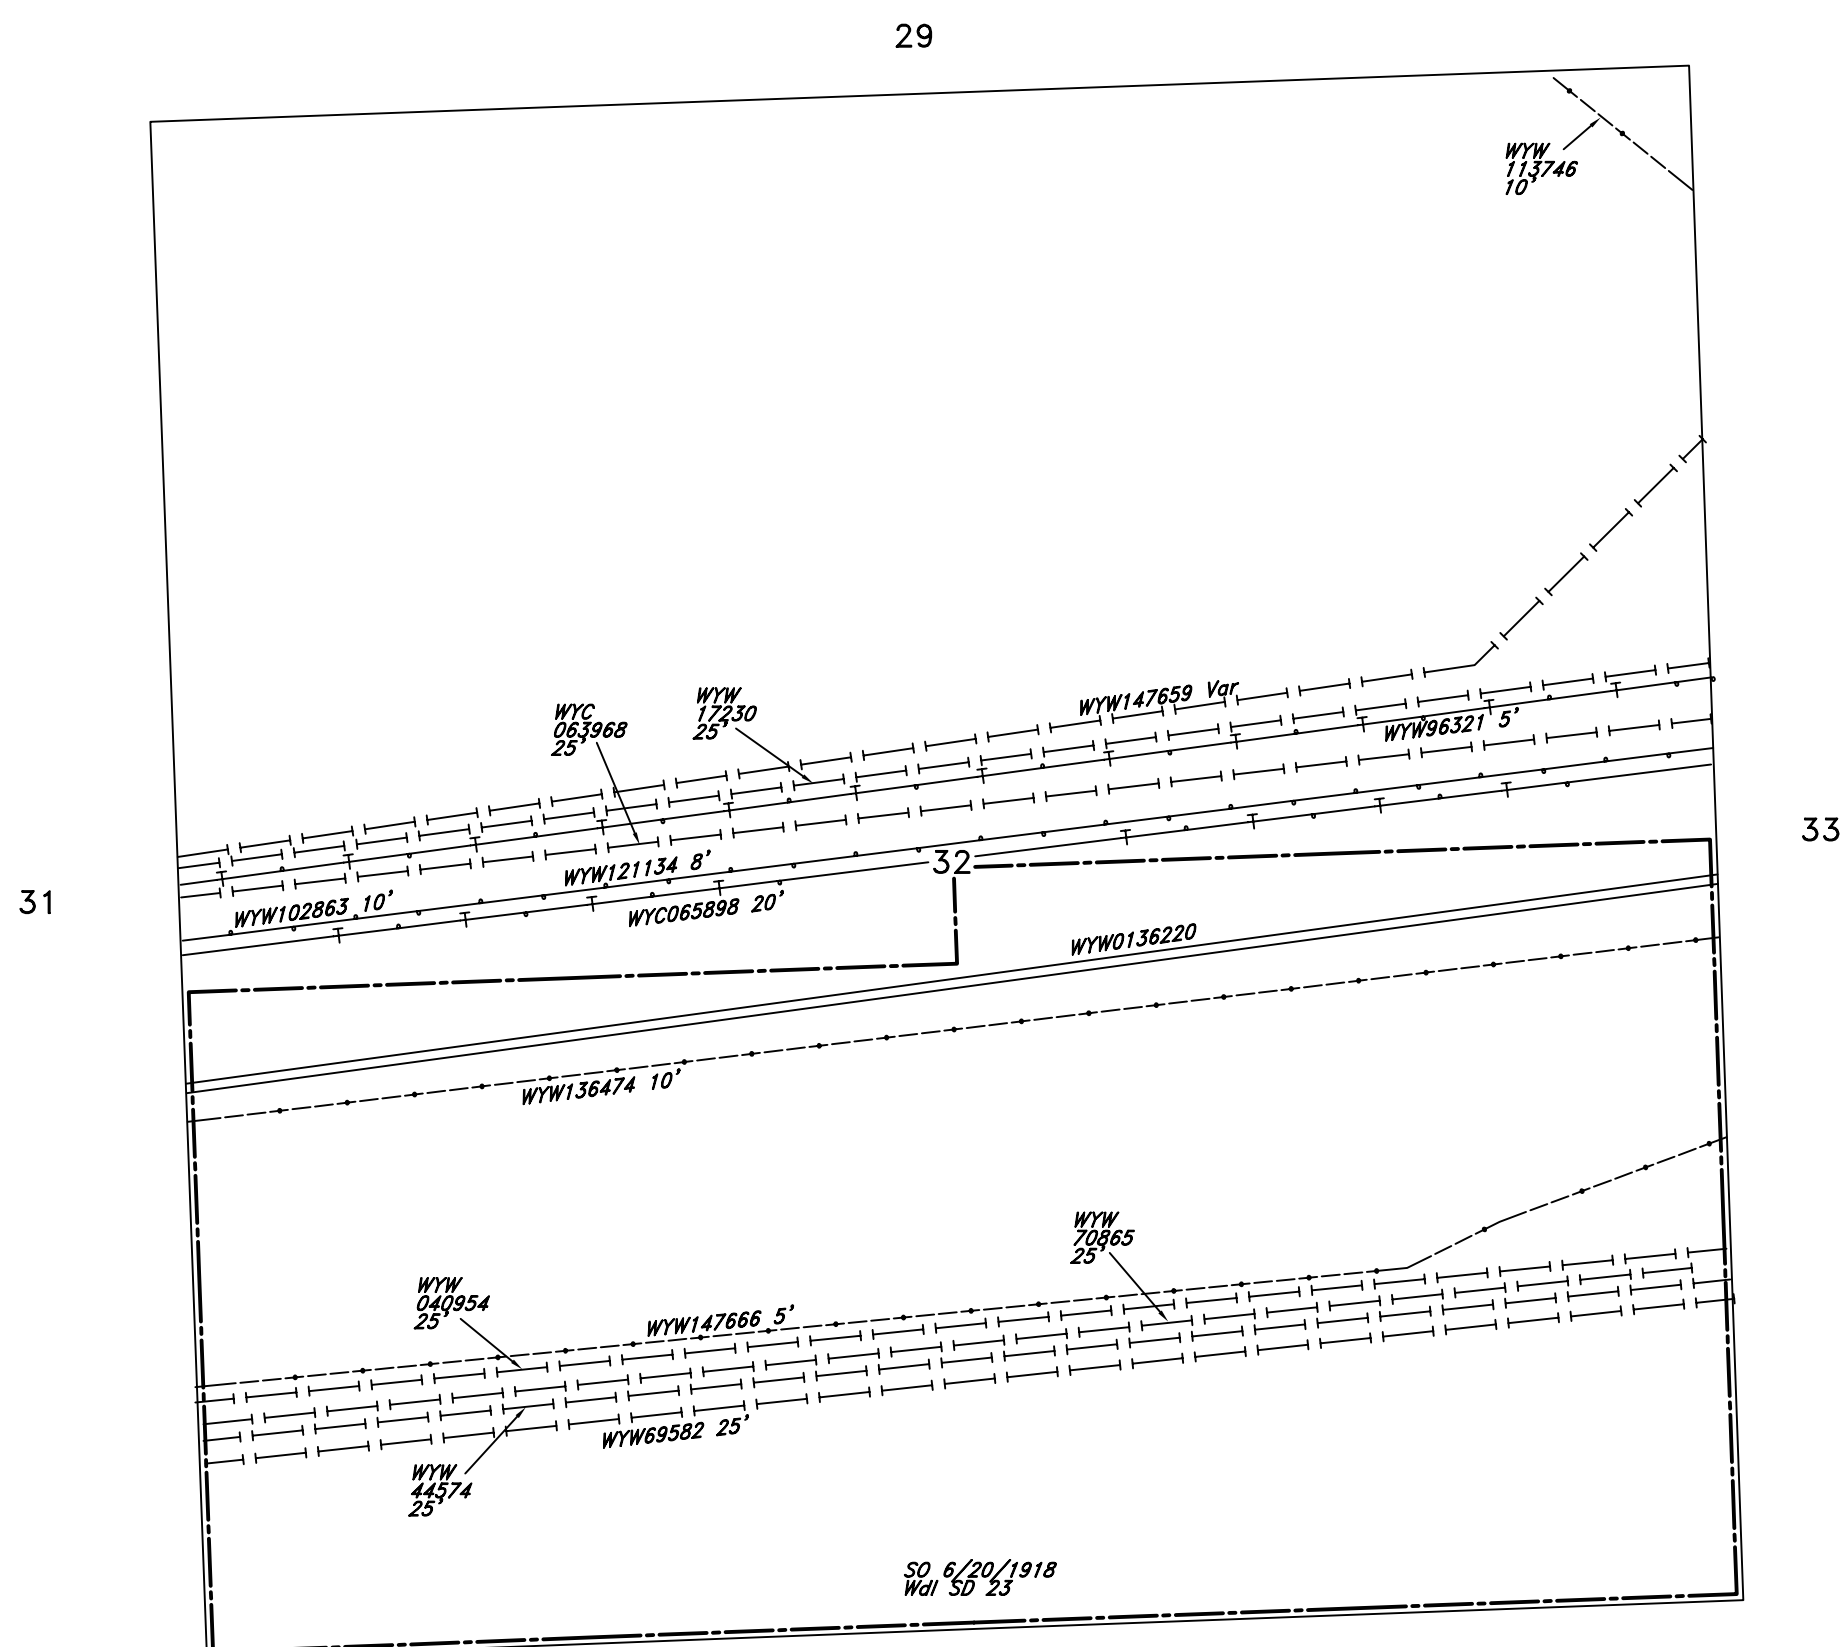 29
WYW
113746
10'
WYW147659 Var
WYW
17230
25'
WYC
063968
25'
WYW96321 5'
33
32
WYW121134 8'
31
WYW102863 10'
WYC065898 20'
WYW0136220
WYW136474 10'
WYW
70865
25'
WYW
040954
25'
WYW147666 5'
WYW69582 25'
WYW
44574
25'
SO 6/20/1918
Wdl SD 23